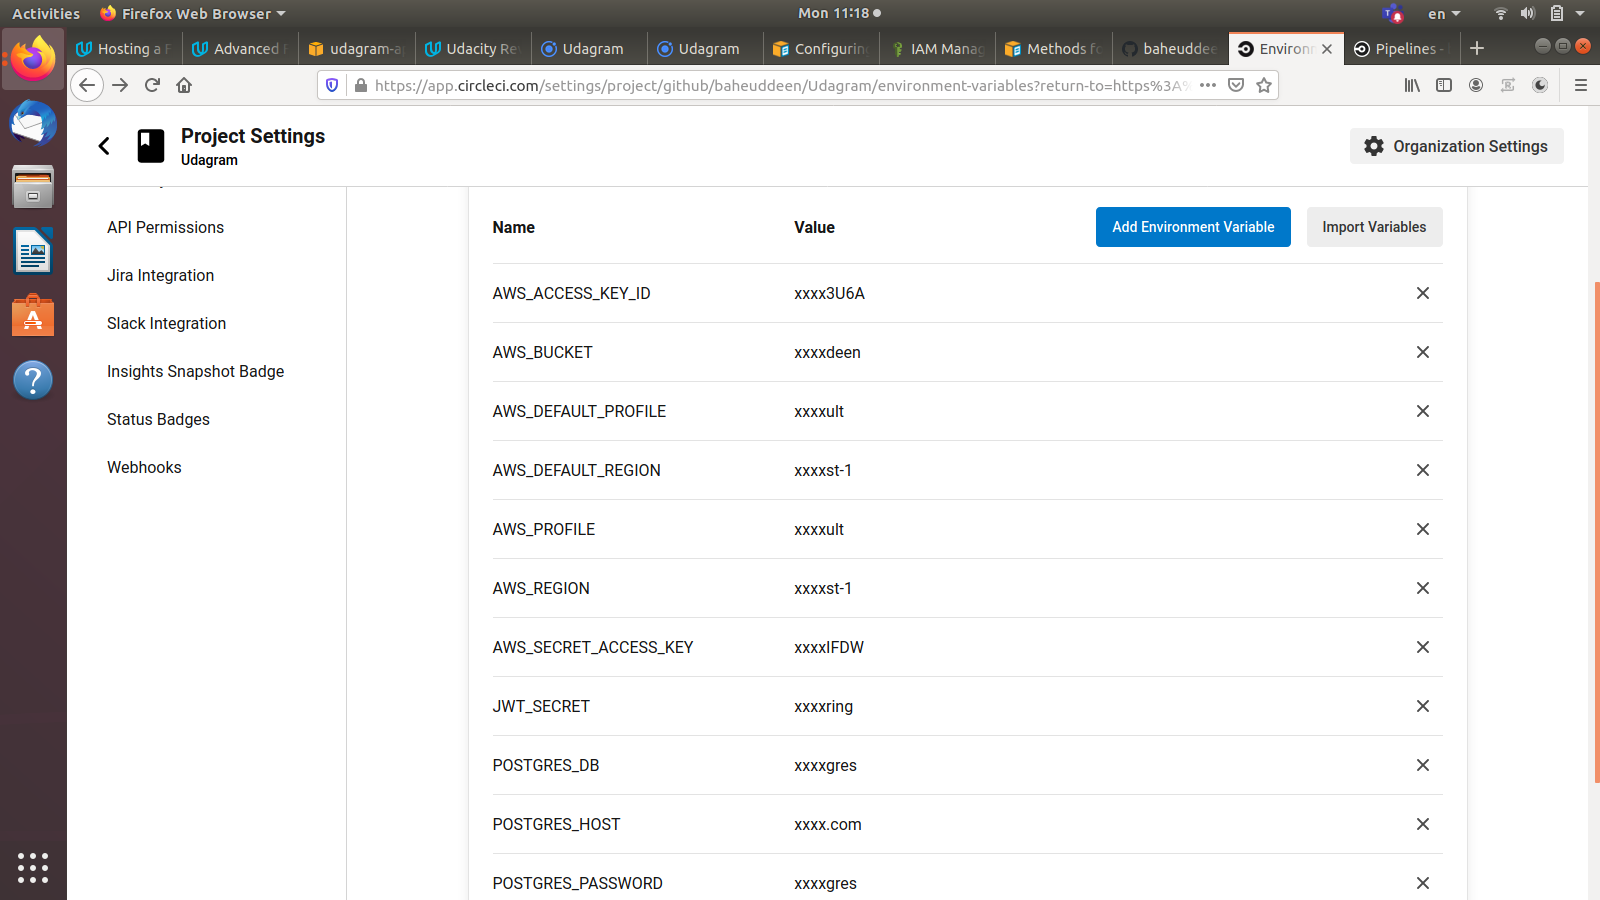 Activities Firefox Web Browser Mon 11:18 en
Hosting a F Advanced udagram-a Udacity Re Udagram Udagram Configurin IAM Manag Methods fo baheuddee Environ Pipelines -
https://app.circleci.com/settings/project/github/baheuddeen/Udagram/environment-variables?return-to=https%3A%
Project Settings
Udagram
Organization Settings
API Permissions
Jira Integration
Slack Integration
Insights Snapshot Badge
Status Badges
Webhooks
Name Value Add Environment Variable Import Variables
AWS_ACCESS_KEY_ID xxxx3U6A
AWS_BUCKET xxxxdeen
AWS_DEFAULT_PROFILE xxxxult
AWS_DEFAULT_REGION xxxxst-1
AWS_PROFILE xxxxult
AWS_REGION xxxxst-1
AWS_SECRET_ACCESS_KEY xxxxIFDW
JWT_SECRET xxxxring
POSTGRES_DB xxxxgres
POSTGRES_HOST xxxx.com
POSTGRES_PASSWORD xxxxgres